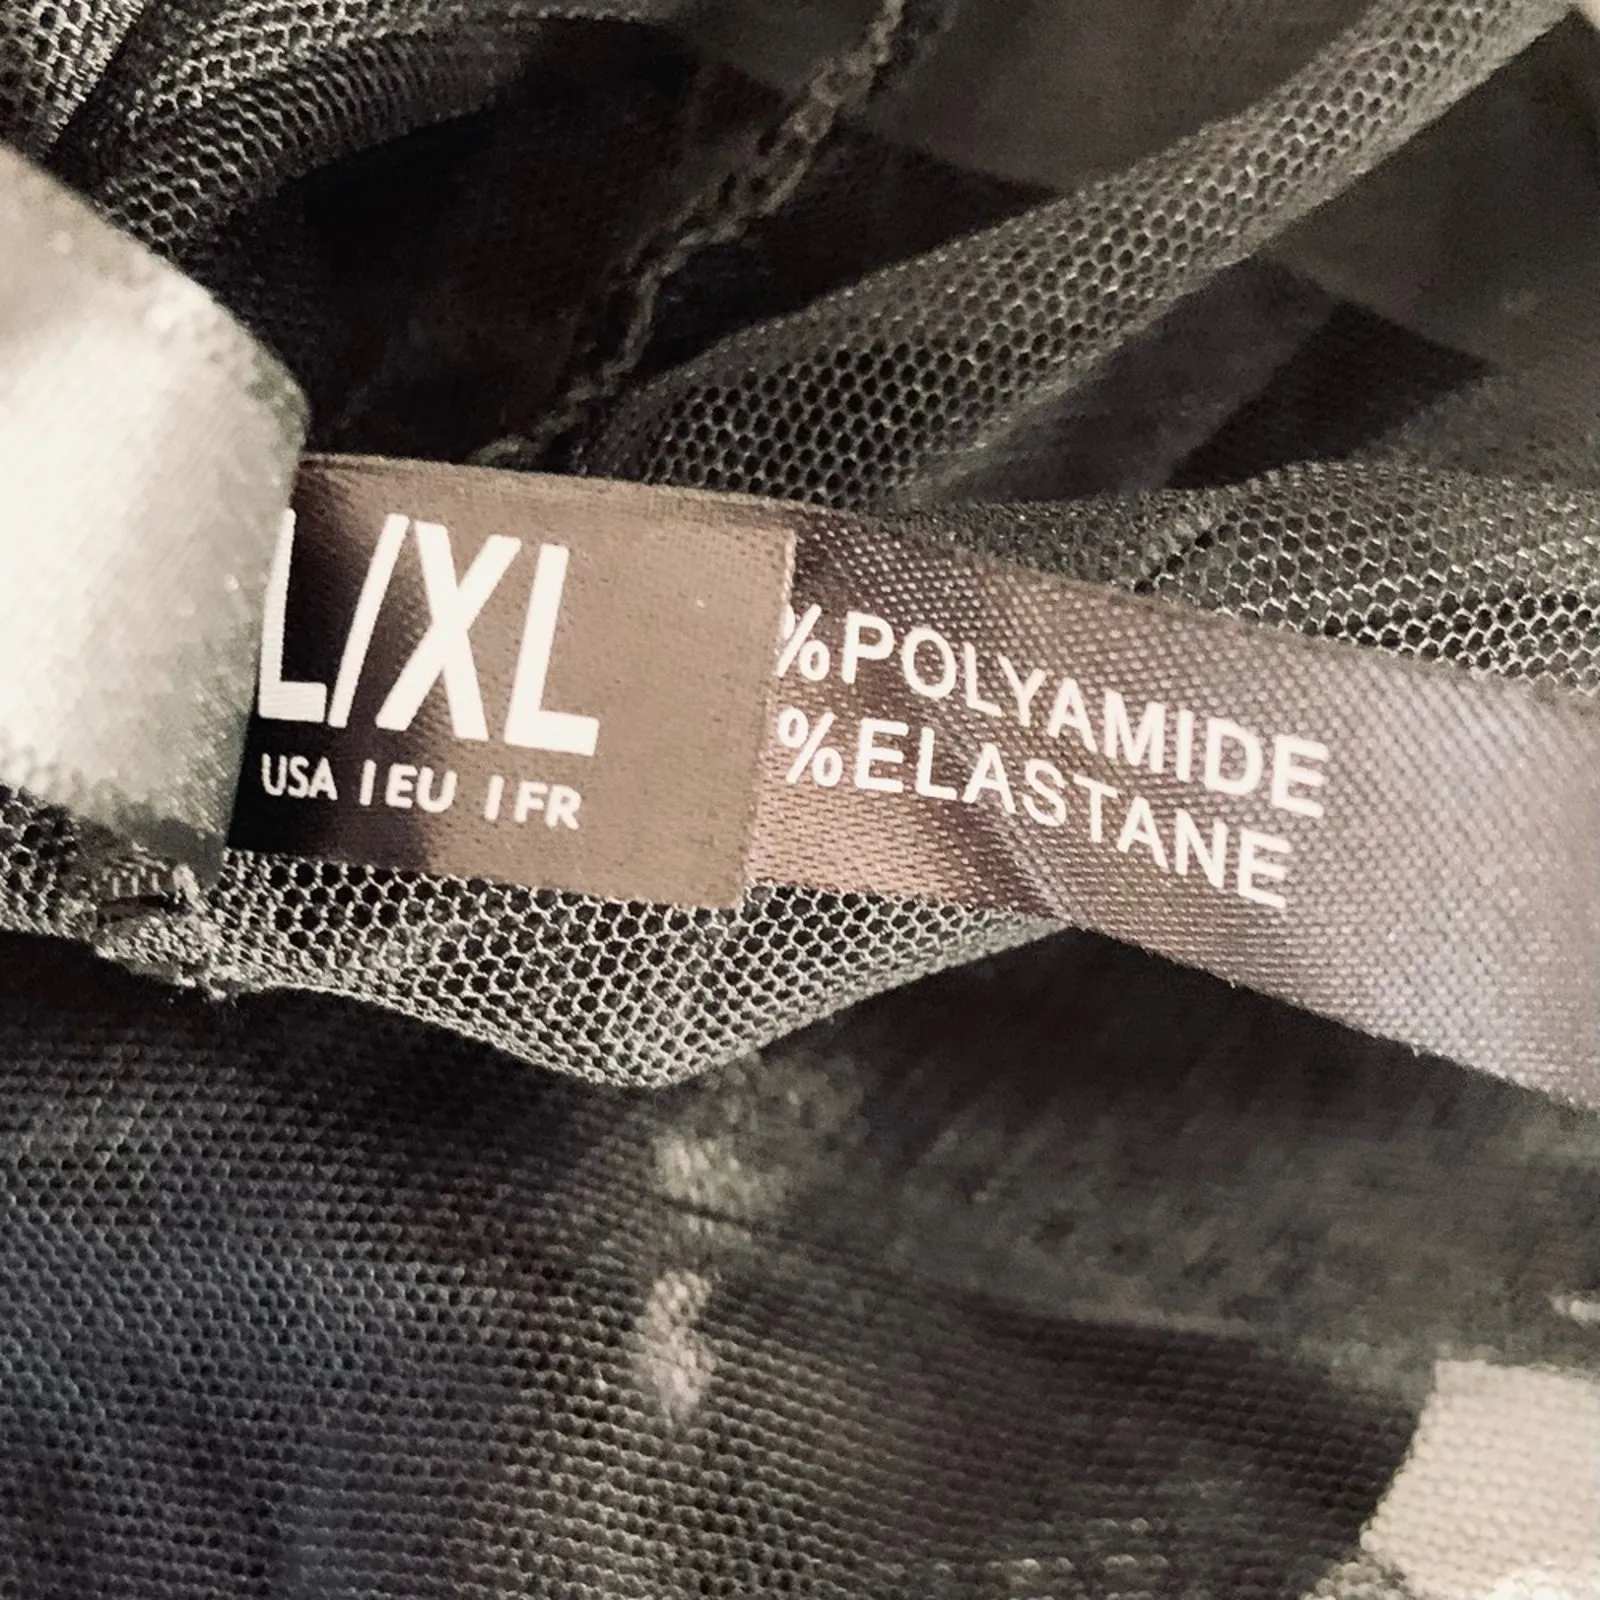 L/XL
USA | EU | FR
% POLYAMIDE
% ELASTANE